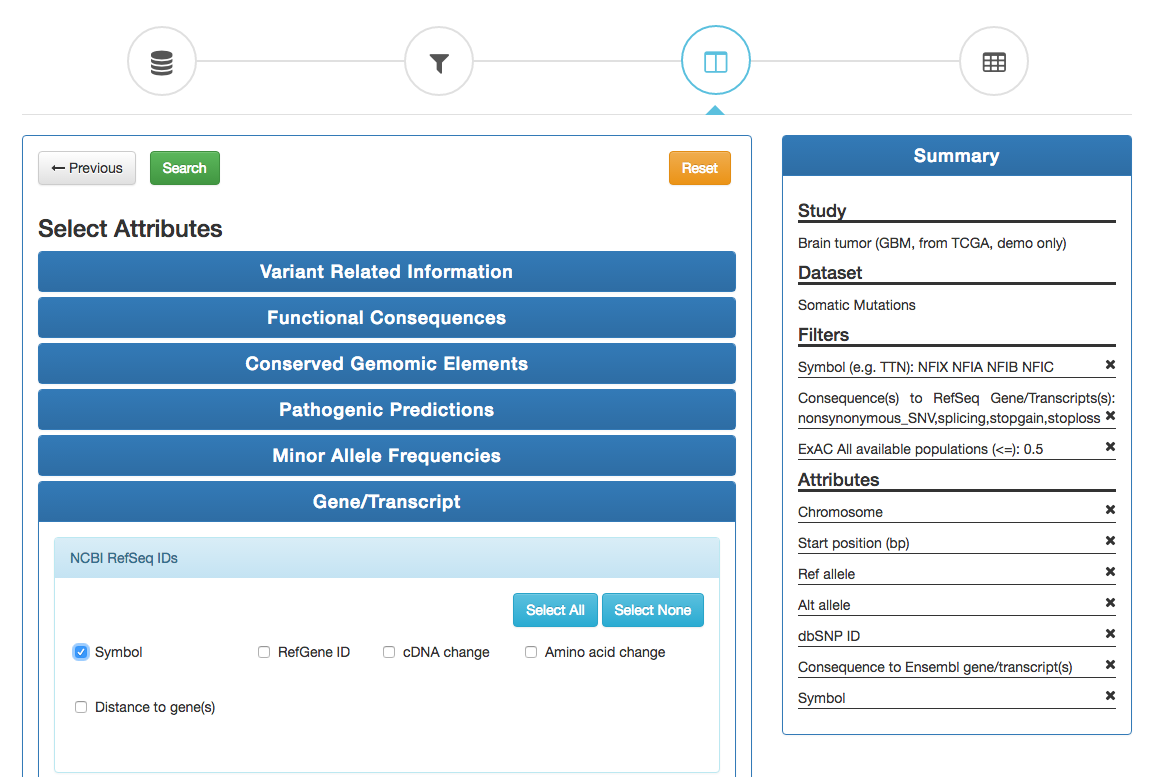 ← Previous
Search
Reset
Select Attributes
Variant Related Information
Functional Consequences
Conserved Gemomic Elements
Pathogenic Predictions
Minor Allele Frequencies
Gene/Transcript
NCBI RefSeq IDs
Select All
Select None
Symbol
RefGene ID
cDNA change
Amino acid change
Distance to gene(s)
Summary
Study
Brain tumor (GBM, from TCGA, demo only)
Dataset
Somatic Mutations
Filters
Symbol (e.g. TTN): NFIX NFIA NFIB NFIC
Consequence(s) to RefSeq Gene/Transcripts(s):
nonsynonymous_SNV,splicing,stopgain,stoploss
ExAC All available populations (<=): 0.5
Attributes
Chromosome
Start position (bp)
Ref allele
Alt allele
dbSNP ID
Consequence to Ensembl gene/transcript(s)
Symbol